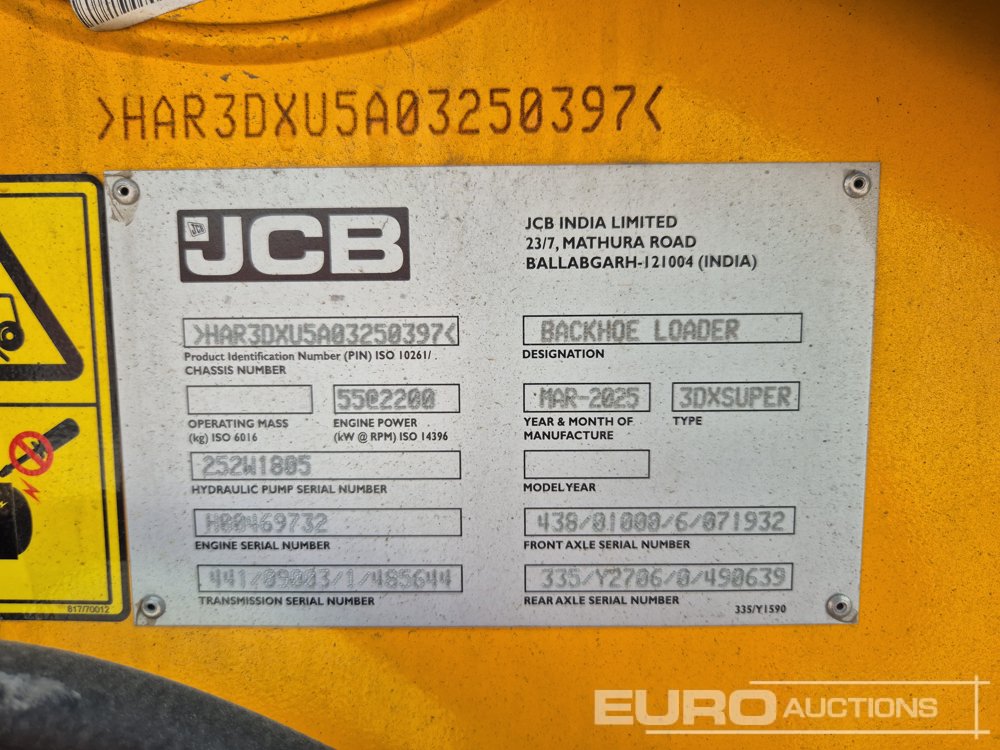 >HAR3DXU5A03250397<
JCB
JCB INDIA LIMITED
23/7, MATHURA ROAD
BALLABGARH-121004 (INDIA)
>HAR3DXU5A03250397<
Product Identification Number (PIN) ISO 10261/.
CHASSIS NUMBER
BACKHOE LOADER
DESIGNATION
OPERATING MASS
(kg) ISO 6016
55@2200
ENGINE POWER
(kW @ RPM) ISO 14396
MAR-2025
YEAR & MONTH OF
MANUFACTURE
3DXSUPER
TYPE
252W1805
HYDRAULIC PUMP SERIAL NUMBER
MODEL YEAR
H00469732
ENGINE SERIAL NUMBER
438/01000/6/071932
FRONT AXLE SERIAL NUMBER
441/09003/1/485644
TRANSMISSION SERIAL NUMBER
335/Y2706/0/490639
REAR AXLE SERIAL NUMBER
335/Y1590
817/70012
EURO AUCTIONS
www.euroauctions.com